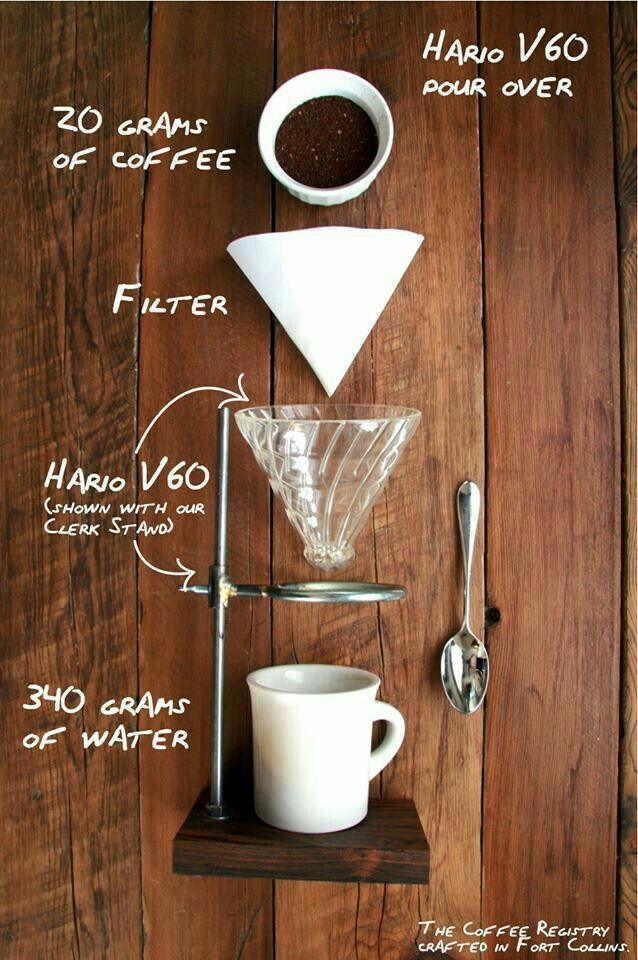 HARIO V60
POUR OVER
20 GRAMS
OF COFFEE
FILTER
HARIO V60
(SHOWN WITH OUR
CLERK STAND)
340 GRAMS
OF WATER
THE COFFEE REGISTRY
CRAFTED IN FORT COLLINS.